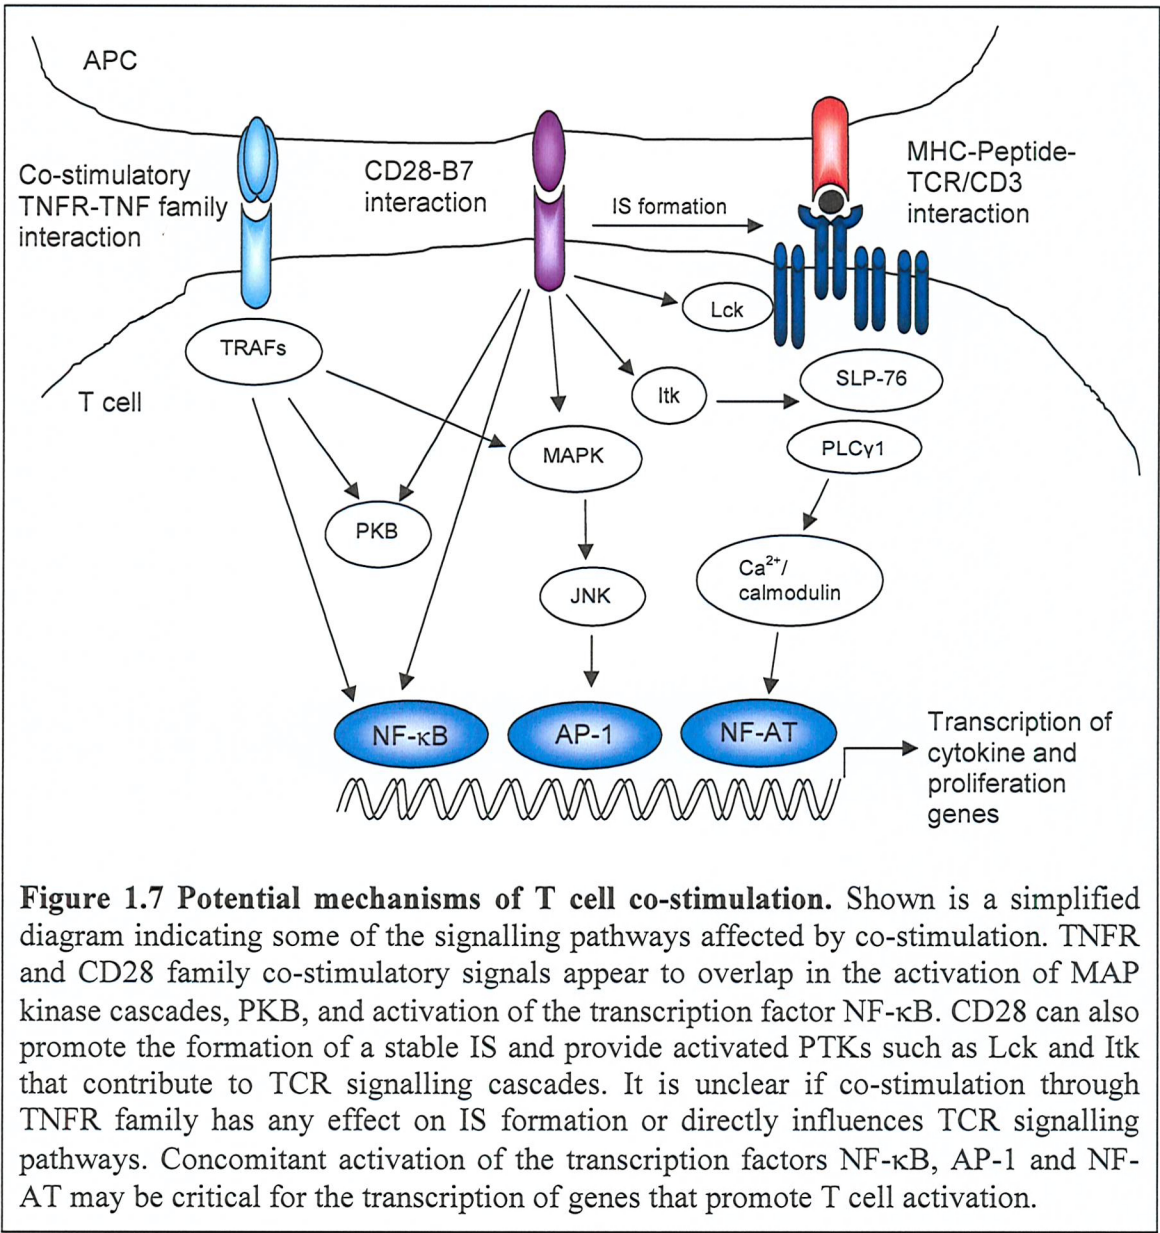 APC
Co-stimulatory
TNFR-TNF family
interaction
CD28-B7
interaction
IS formation
MHC-Peptide-
TCR/CD3
interaction
Lck
TRAFs
T cell
Itk
SLP-76
MAPK
PLCγ1
PKB
Ca²⁺/
calmodulin
JNK
NF-κB
AP-1
NF-AT
Transcription of
cytokine and
proliferation
genes
Figure 1.7 Potential mechanisms of T cell co-stimulation. Shown is a simplified
diagram indicating some of the signalling pathways affected by co-stimulation. TNFR
and CD28 family co-stimulatory signals appear to overlap in the activation of MAP
kinase cascades, PKB, and activation of the transcription factor NF-κB. CD28 can also
promote the formation of a stable IS and provide activated PTKs such as Lck and Itk
that contribute to TCR signalling cascades. It is unclear if co-stimulation through
TNFR family has any effect on IS formation or directly influences TCR signalling
pathways. Concomitant activation of the transcription factors NF-κB, AP-1 and NF-
AT may be critical for the transcription of genes that promote T cell activation.